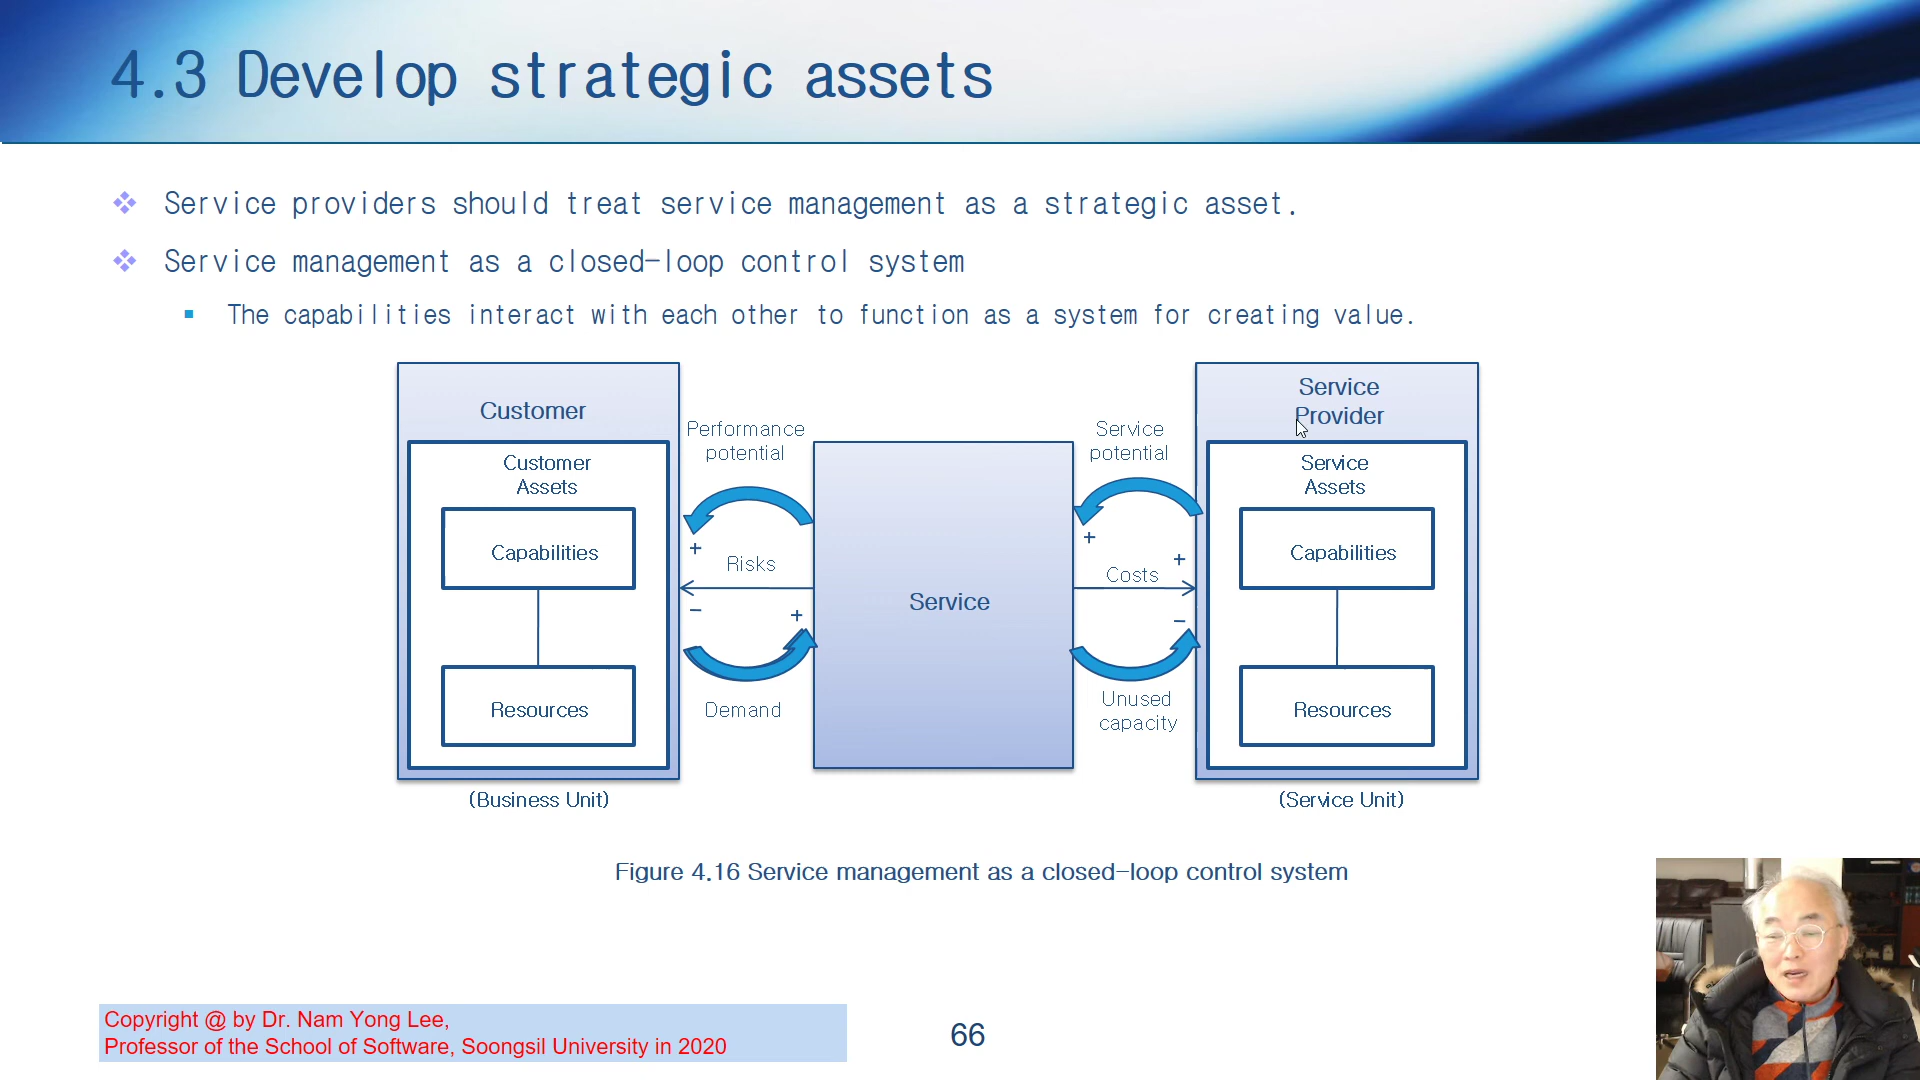 4.3 Develop strategic assets
Service providers should treat service management as a strategic asset.
Service management as a closed-loop control system
The capabilities interact with each other to function as a system for creating value.
Customer
Customer
Assets
Capabilities
Resources
(Business Unit)
Performance
potential
+
Risks
−
+
Demand
Service
Service
potential
+
+
Costs
−
Unused
capacity
Service
Provider
Service
Assets
Capabilities
Resources
(Service Unit)
Figure 4.16 Service management as a closed-loop control system
Copyright @ by Dr. Nam Yong Lee,
Professor of the School of Software, Soongsil University in 2020
66